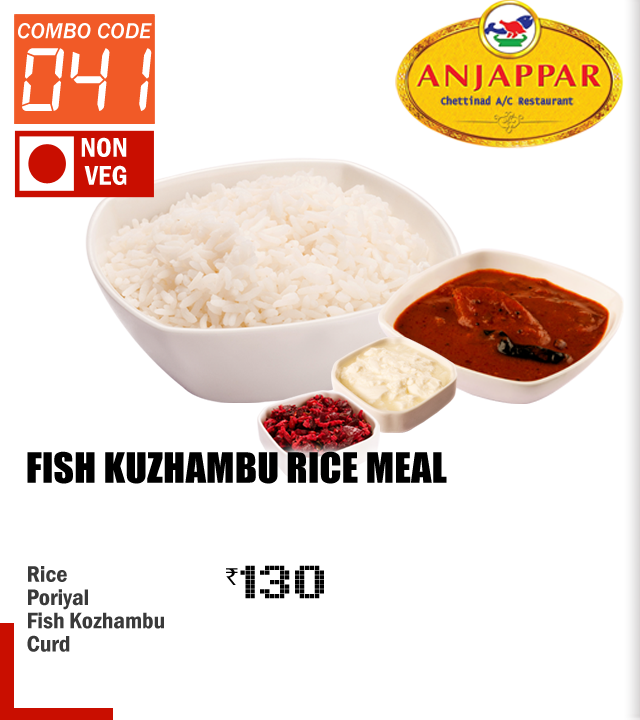 COMBO CODE
041
NON
VEG
ANJAPPAR
Chettinad A/C Restaurant
FISH KUZHAMBU RICE MEAL
Rice
Poriyal
Fish Kozhambu
Curd
₹130